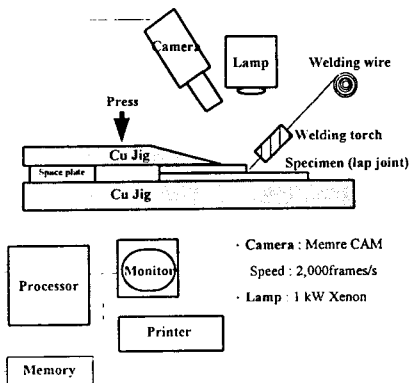 Camera
Lamp
Welding wire
Press
Welding torch
Cu Jig
Specimen (lap joint)
Space plate
Cu Jig
· Camera : Memre CAM
Monitor
Speed : 2,000frames/s
Processor
· Lamp : 1 kW Xenon
Printer
Memory